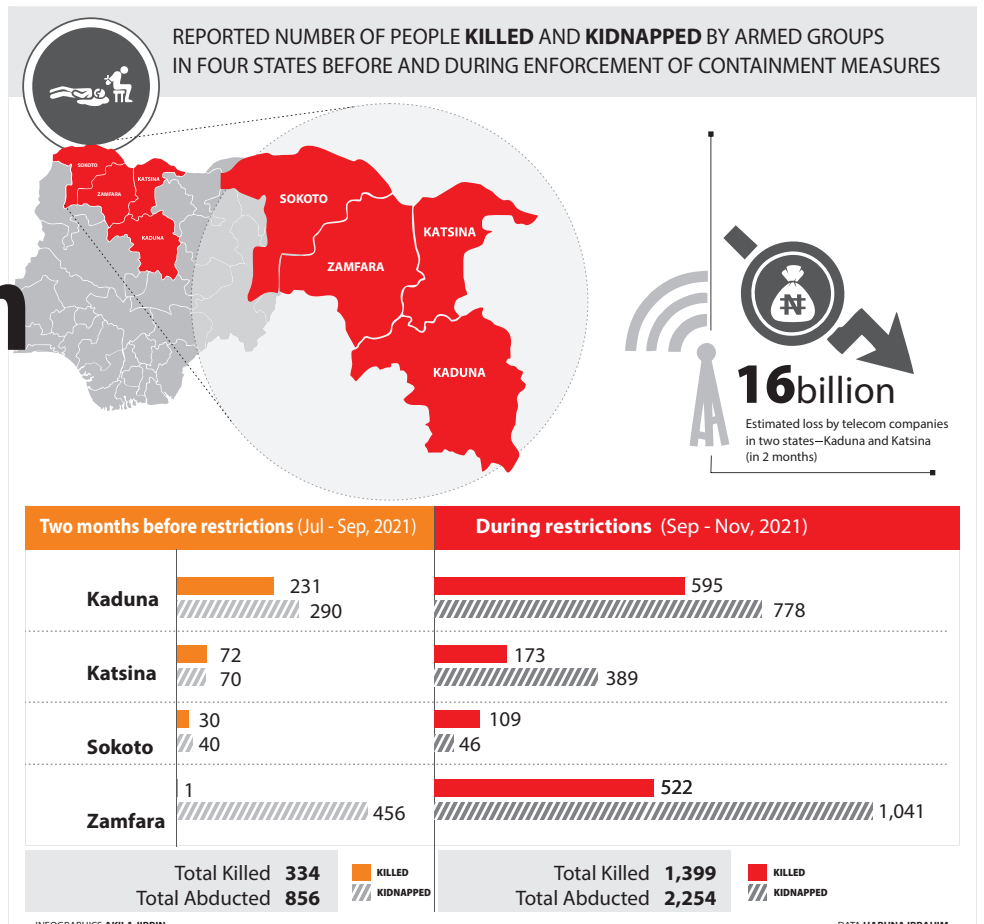 REPORTED NUMBER OF PEOPLE KILLED AND KIDNAPPED BY ARMED GROUPS
IN FOUR STATES BEFORE AND DURING ENFORCEMENT OF CONTAINMENT MEASURES
SOKOTO
KATSINA
ZAMFARA
KADUNA
SOKOTO
KATSINA
ZAMFARA
KADUNA
₦
16billion
Estimated loss by telecom companies
in two states—Kaduna and Katsina
(in 2 months)
Two months before restrictions (Jul - Sep, 2021)
During restrictions (Sep - Nov, 2021)
Kaduna
231
290
595
778
Katsina
72
70
173
389
Sokoto
30
40
109
46
Zamfara
1
456
522
1,041
Total Killed 334
Total Abducted 856
KILLED
KIDNAPPED
Total Killed 1,399
Total Abducted 2,254
KILLED
KIDNAPPED